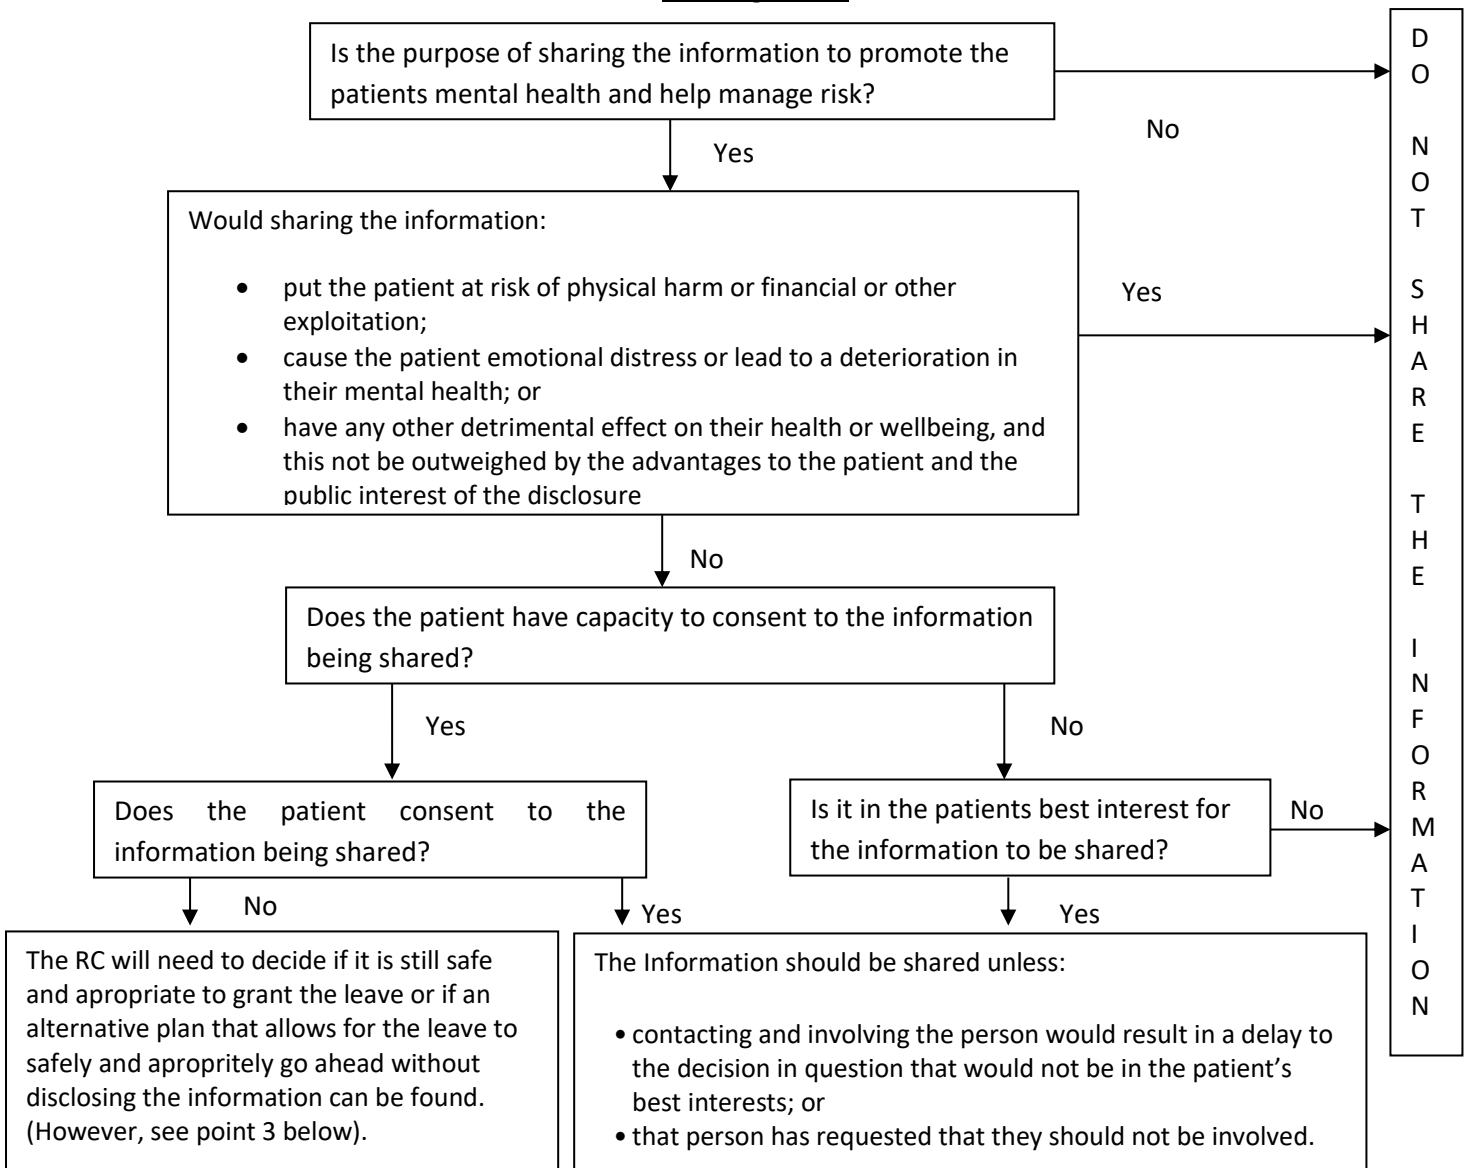 Is the purpose of sharing the information to promote the
patients mental health and help manage risk?
No
Yes
Would sharing the information:
• put the patient at risk of physical harm or financial or other
exploitation;
• cause the patient emotional distress or lead to a deterioration in
their mental health; or
• have any other detrimental effect on their health or wellbeing, and
this not be outweighed by the advantages to the patient and the
public interest of the disclosure
Yes
No
Does the patient have capacity to consent to the information
being shared?
Yes
No
Does the patient consent to the
information being shared?
Is it in the patients best interest for
the information to be shared?
No
No
Yes
Yes
The RC will need to decide if it is still safe
and apropriate to grant the leave or if an
alternative plan that allows for the leave to
safely and apropritely go ahead without
disclosing the information can be found.
(However, see point 3 below).
The Information should be shared unless:
• contacting and involving the person would result in a delay to
the decision in question that would not be in the patient’s
best interests; or
• that person has requested that they should not be involved.
D
O
N
O
T
S
H
A
R
E
T
H
E
I
N
F
O
R
M
A
T
I
O
N